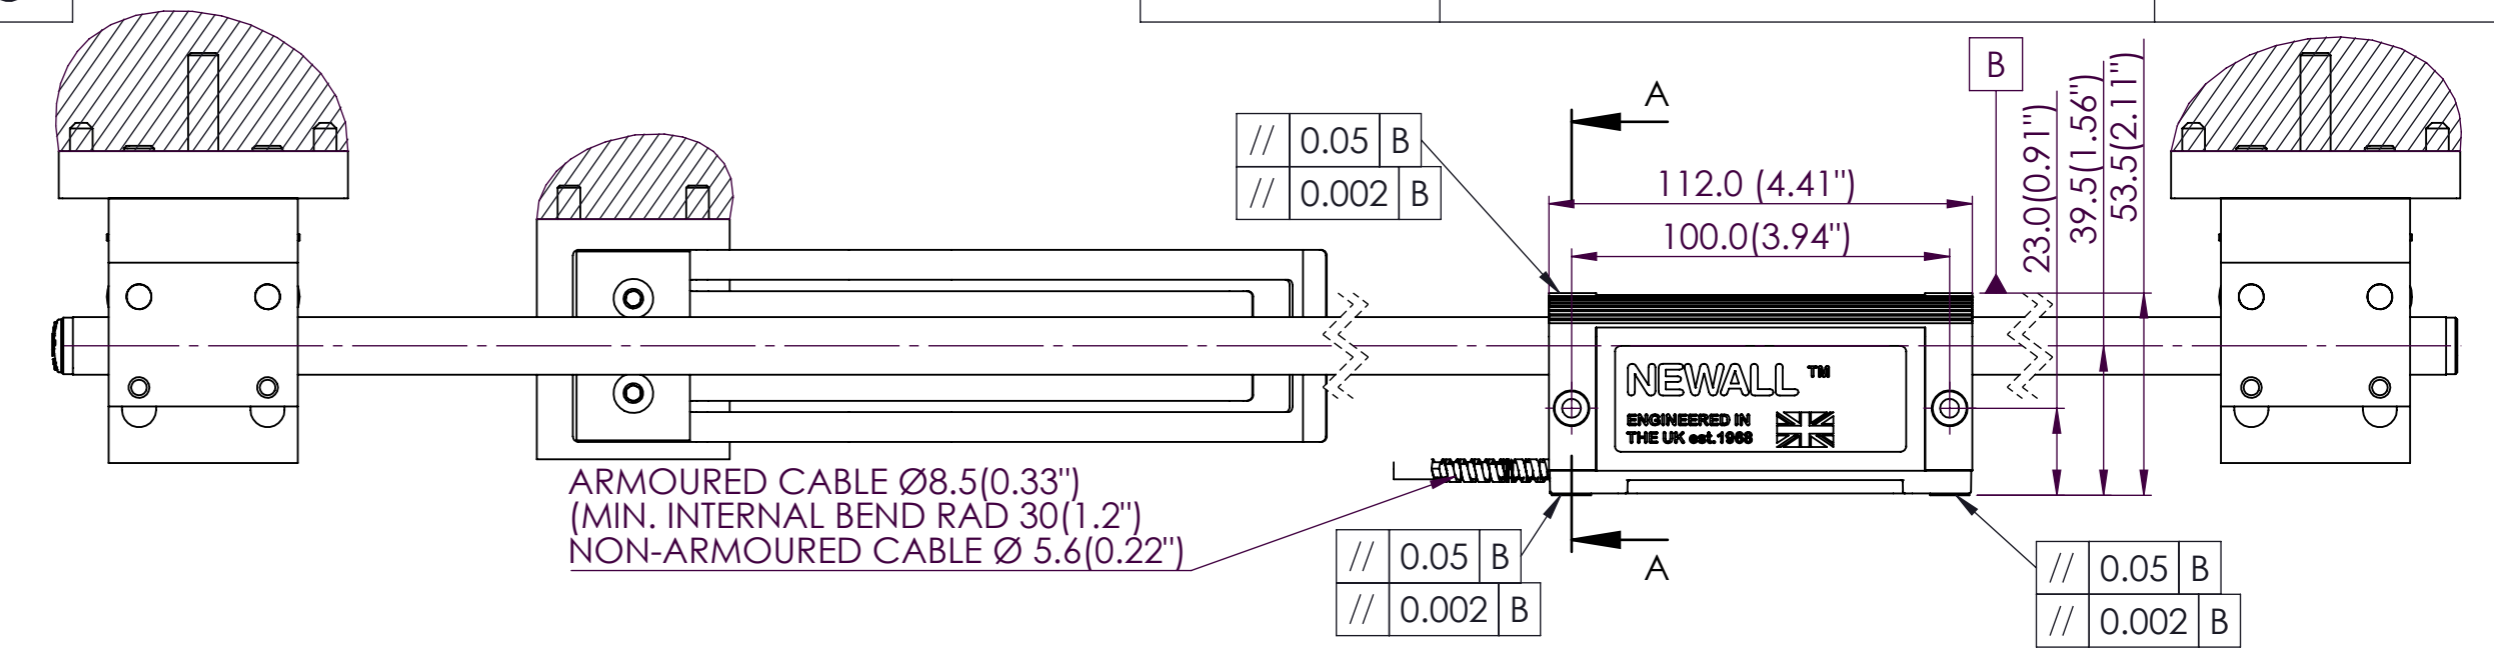 B
A
// 0.05 B
// 0.002 B
112.0 (4.41")
100.0(3.94")
23.0(0.91")
39.5(1.56")
53.5(2.11")
NEWALL ™
ENGINEERED IN
THE UK est.1968
ARMOURED CABLE Ø8.5(0.33")
(MIN. INTERNAL BEND RAD 30(1.2")
NON-ARMOURED CABLE Ø 5.6(0.22")
// 0.05 B
// 0.002 B
A
// 0.05 B
// 0.002 B